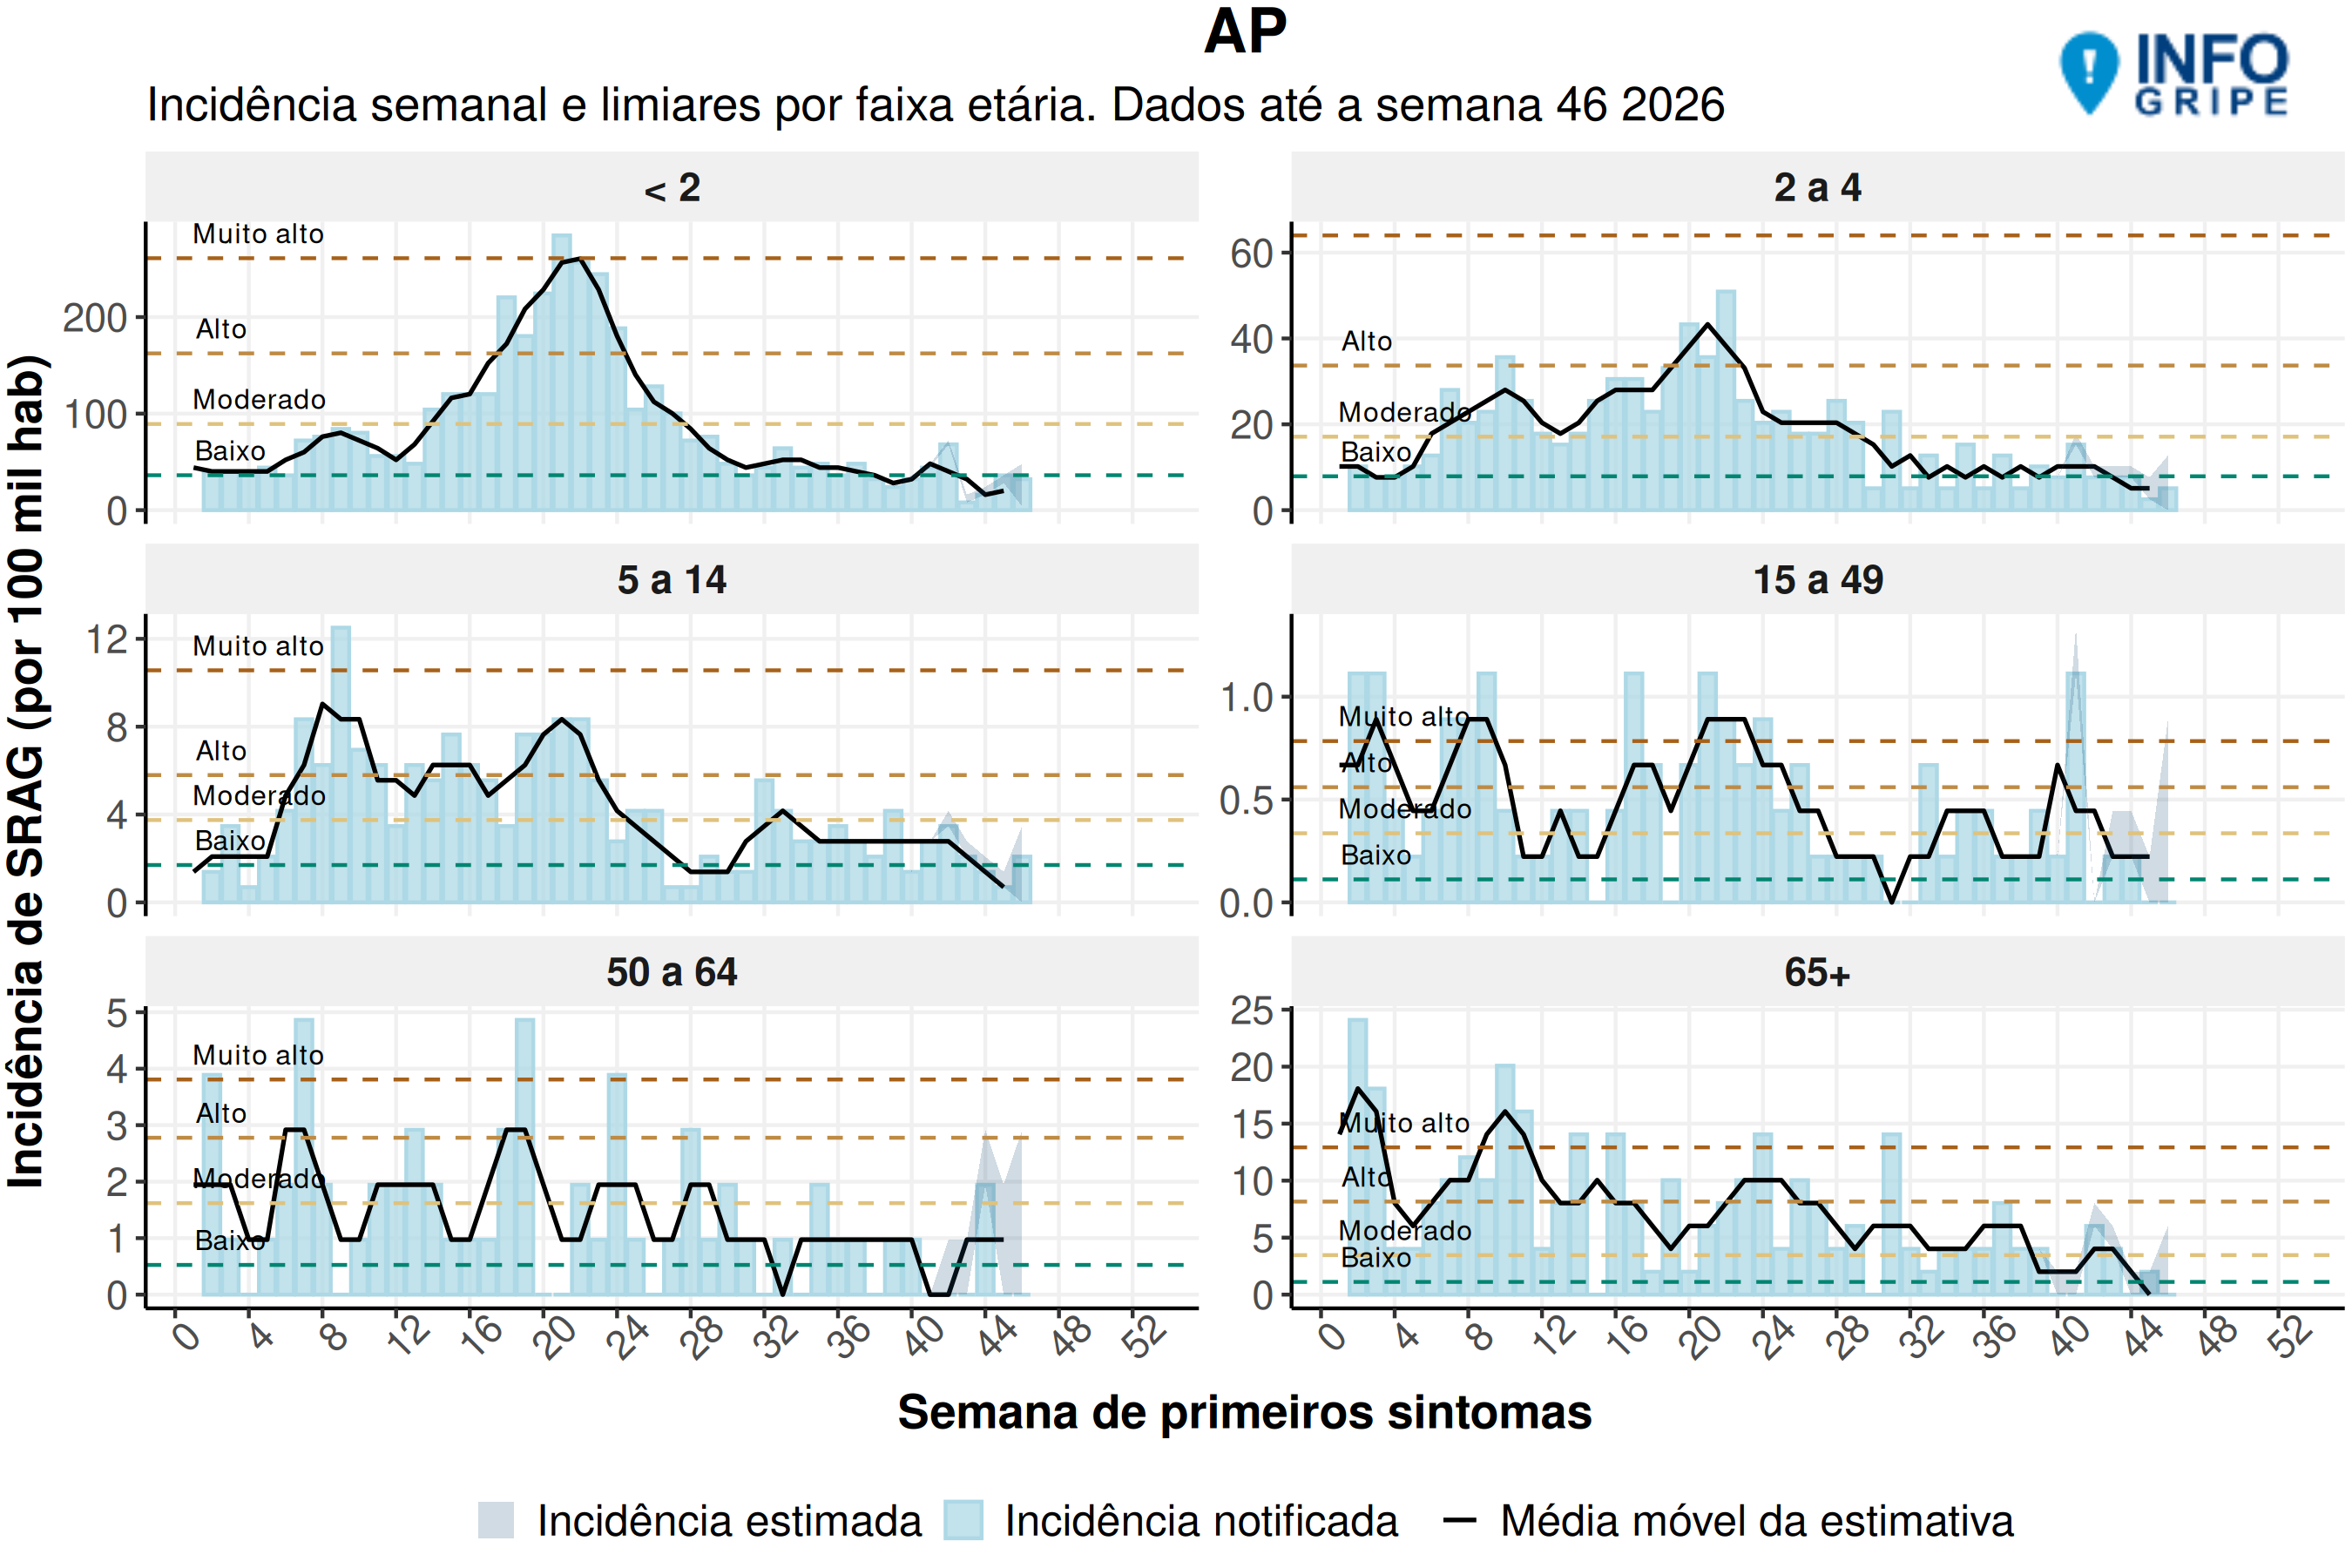 AP
INFO
GRIPE
Incidência semanal e limiares por faixa etária. Dados até a semana 46 2026
Incidência de SRAG (por 100 mil hab)
< 2
Muito alto
Alto
Moderado
Baixo
200
100
0
2 a 4
Alto
Moderado
Baixo
60
40
20
0
5 a 14
Muito alto
Alto
Moderado
Baixo
12
8
4
0
15 a 49
Muito alto
Alto
Moderado
Baixo
1.0
0.5
0.0
50 a 64
Muito alto
Alto
Moderado
Baixo
5
4
3
2
1
0
65+
Muito alto
Alto
Moderado
Baixo
25
20
15
10
5
0
0 4 8 12 16 20 24 28 32 36 40 44 48 52
0 4 8 12 16 20 24 28 32 36 40 44 48 52
Semana de primeiros sintomas
Incidência estimada Incidência notificada Média móvel da estimativa